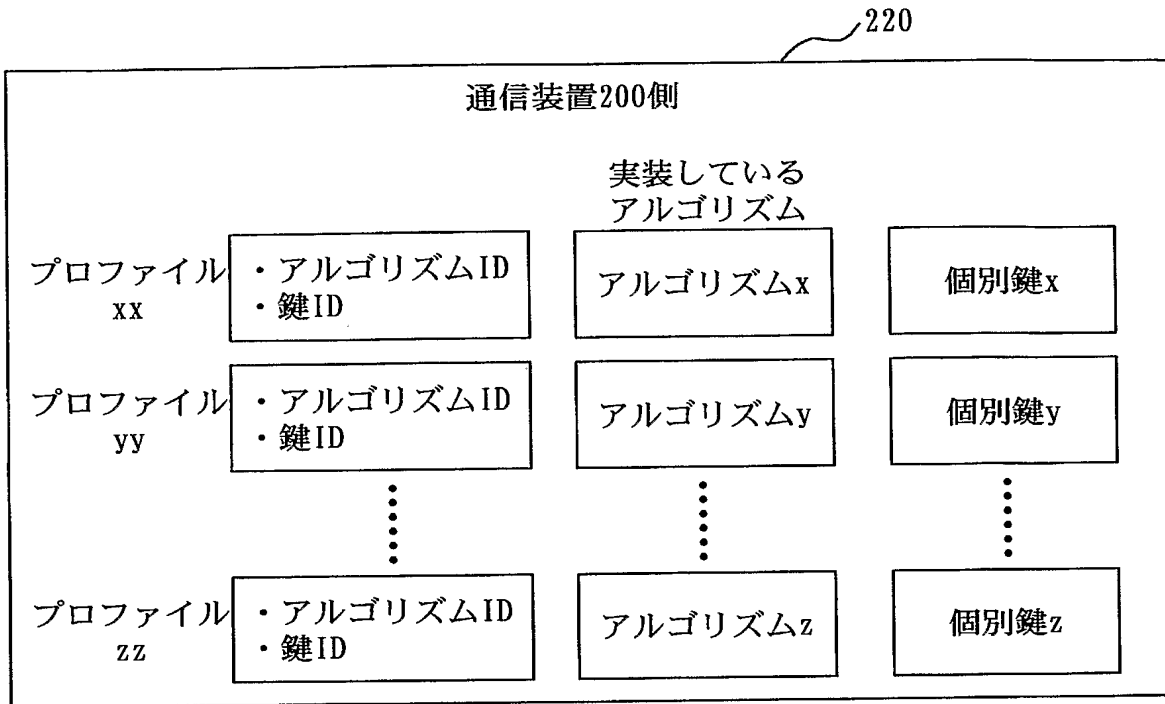 220
通信装置200側
実装している
アルゴリズム
プロファイル
xx
・アルゴリズムID
・鍵ID
アルゴリズムx
個別鍵x
プロファイル
yy
・アルゴリズムID
・鍵ID
アルゴリズムy
個別鍵y
プロファイル
zz
・アルゴリズムID
・鍵ID
アルゴリズムz
個別鍵z